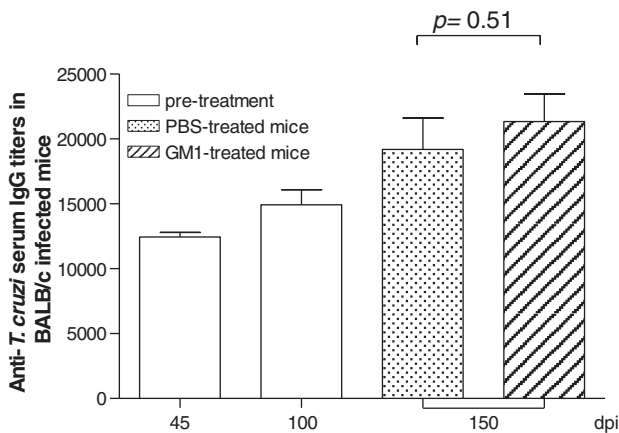 p= 0.51
25000
20000
15000
10000
5000
0
pre-treatment
PBS-treated mice
GM1-treated mice
Anti-T. cruzi serum IgG titers in
BALB/c infected mice
45 100 150 dpi